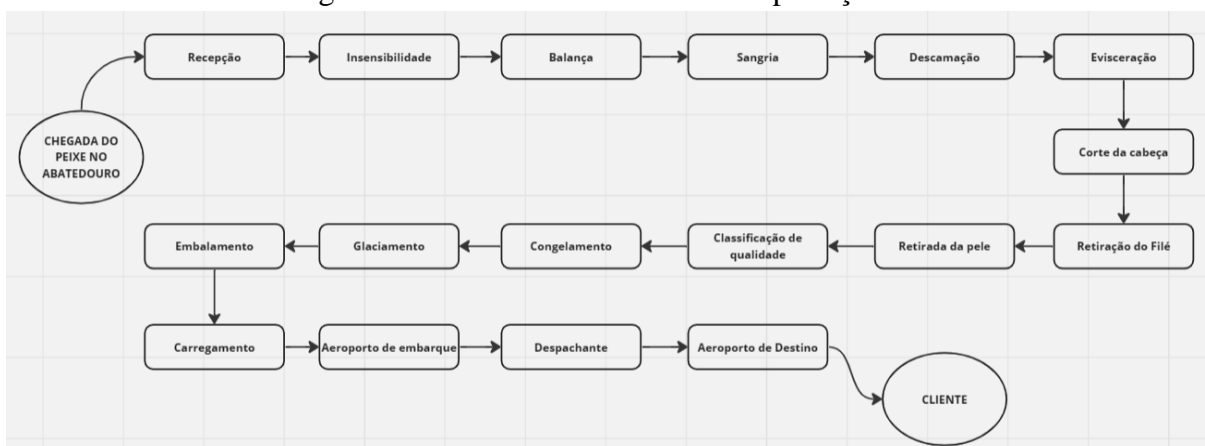 CHEGADA DO
PEIXE NO
ABATEDOURO
Recepção
Insensibilidade
Balança
Sangria
Descamação
Evisceração
Corte da cabeça
Retiração do Filé
Retirada da pele
Classificação de
qualidade
Congelamento
Glaciamento
Embalamento
Carregamento
Aeroporto de embarque
Despachante
Aeroporto de Destino
CLIENTE